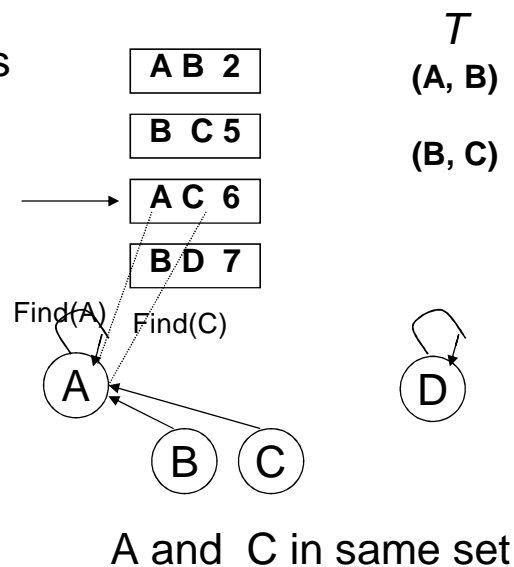 T
s
A B 2
(A, B)
B C 5
(B, C)
A C 6
B D 7
Find(A)
Find(C)
A
D
B
C
A and C in same set